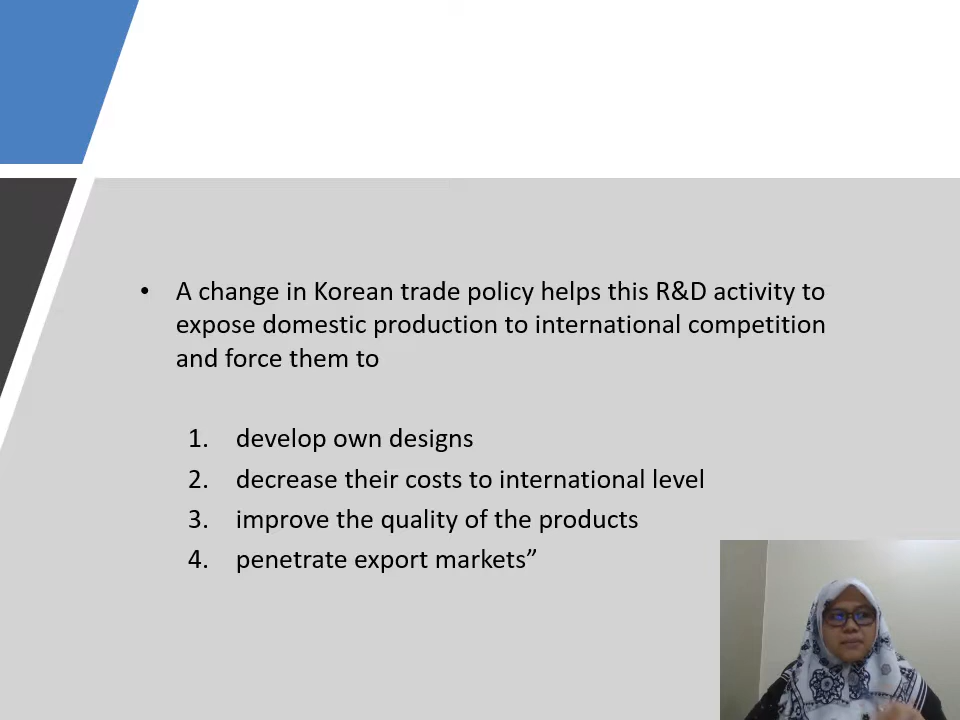 • A change in Korean trade policy helps this R&D activity to
expose domestic production to international competition
and force them to
1. develop own designs
2. decrease their costs to international level
3. improve the quality of the products
4. penetrate export markets”